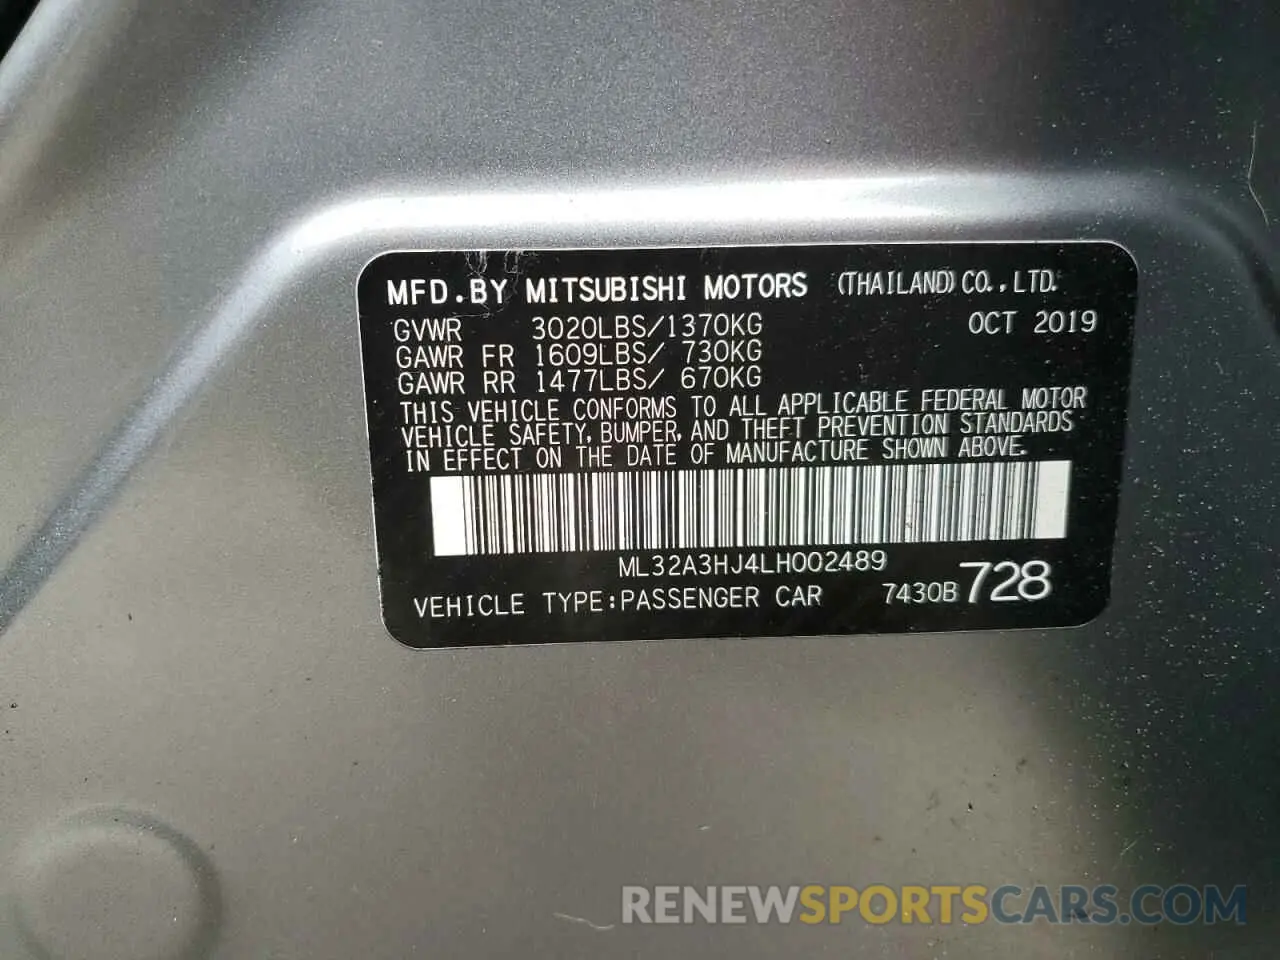 MFD.BY MITSUBISHI MOTORS (THAILAND) CO.,LTD.
GVWR 3020LBS/1370KG OCT 2019
GAWR FR 1609LBS/ 730KG
GAWR RR 1477LBS/ 670KG
THIS VEHICLE CONFORMS TO ALL APPLICABLE FEDERAL MOTOR
VEHICLE SAFETY, BUMPER, AND THEFT PREVENTION STANDARDS
IN EFFECT ON THE DATE OF MANUFACTURE SHOWN ABOVE.
ML32A3HJ4LH002489
VEHICLE TYPE:PASSENGER CAR 7430B 728
RENEWSPORTSCARS.COM